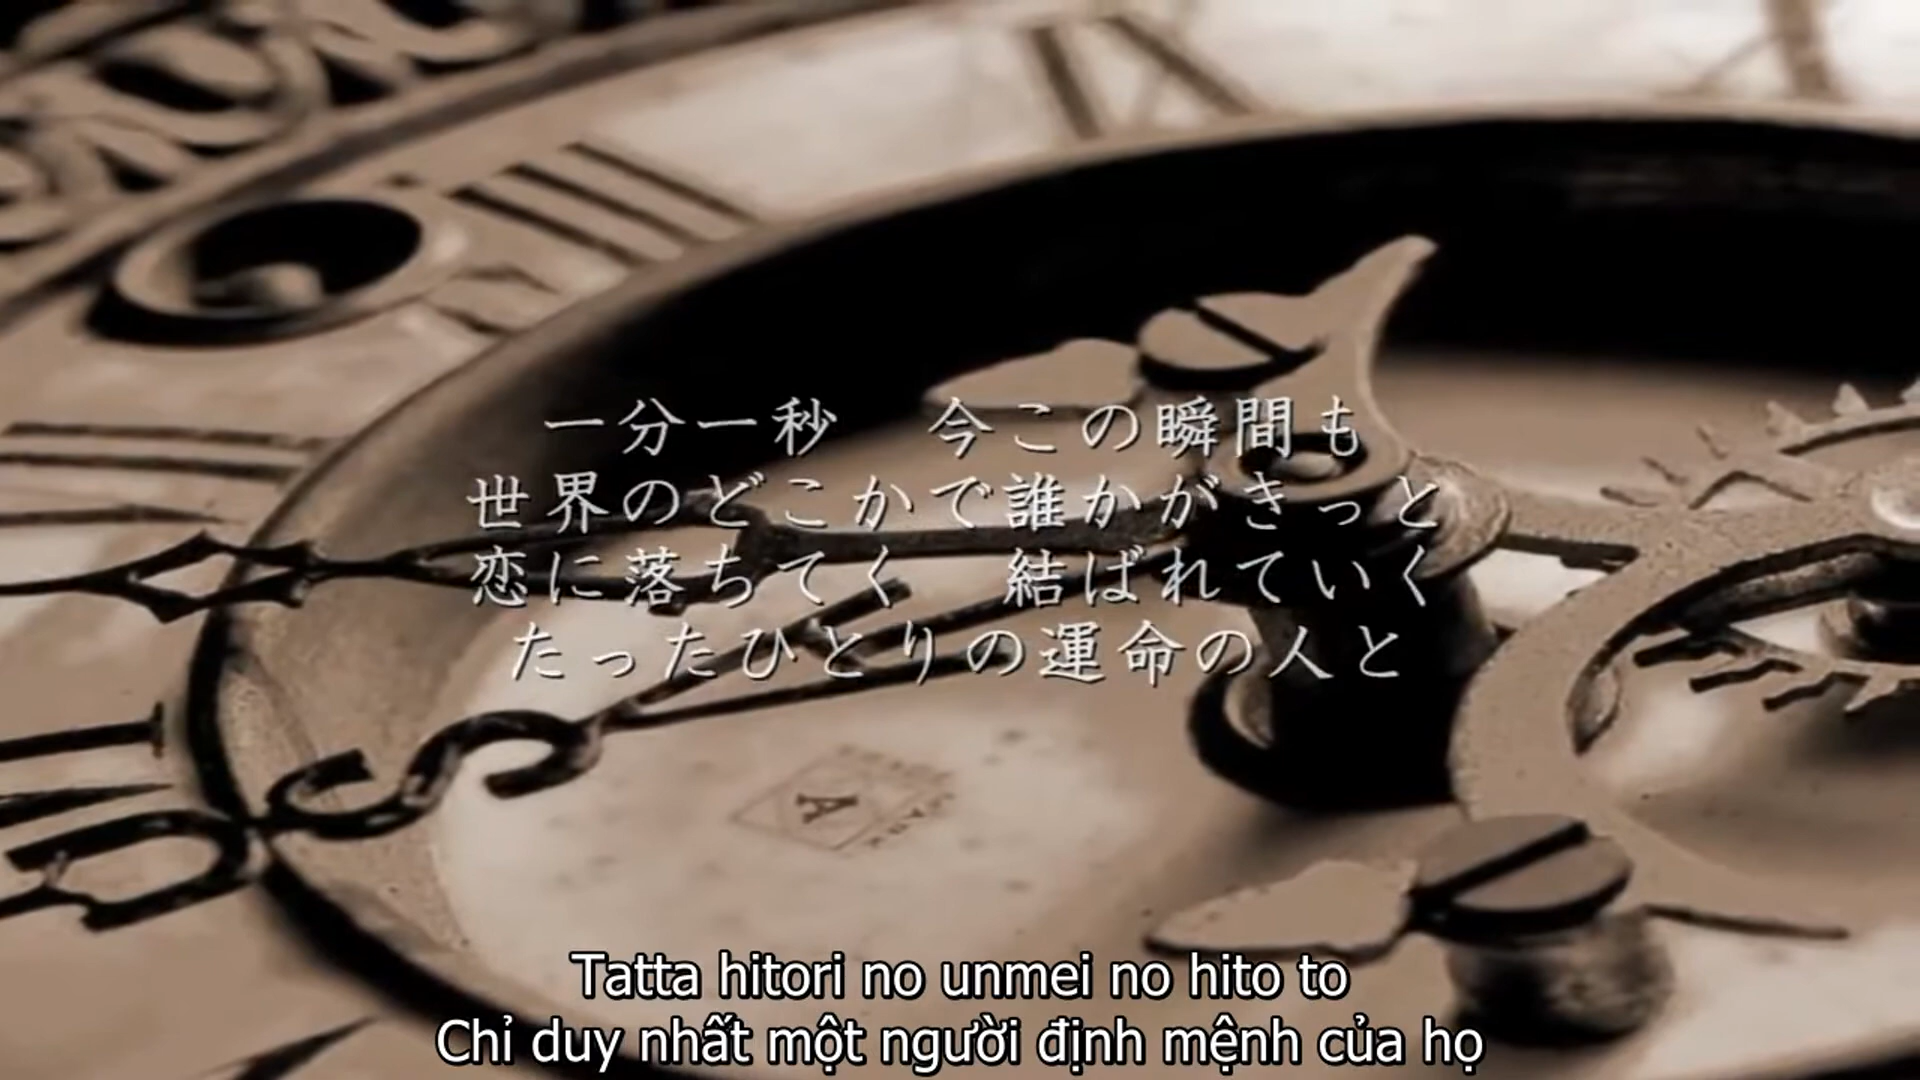 一分一秒　今この瞬間も
世界のどこかで誰かがきっと
恋に落ちてく　結ばれていく
たったひとりの運命の人と
A
Tatta hitori no unmei no hito to
Chỉ duy nhất một người định mệnh của họ